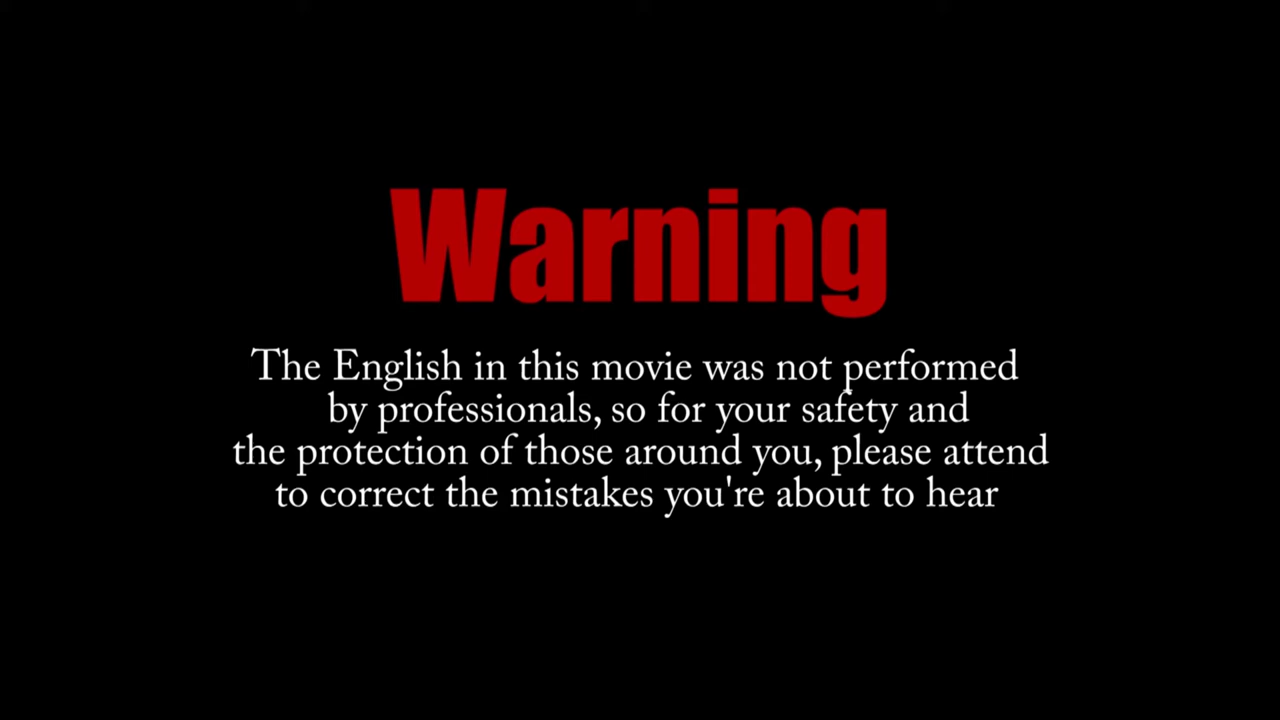 Warning
The English in this movie was not performed
by professionals, so for your safety and
the protection of those around you, please attend
to correct the mistakes you're about to hear